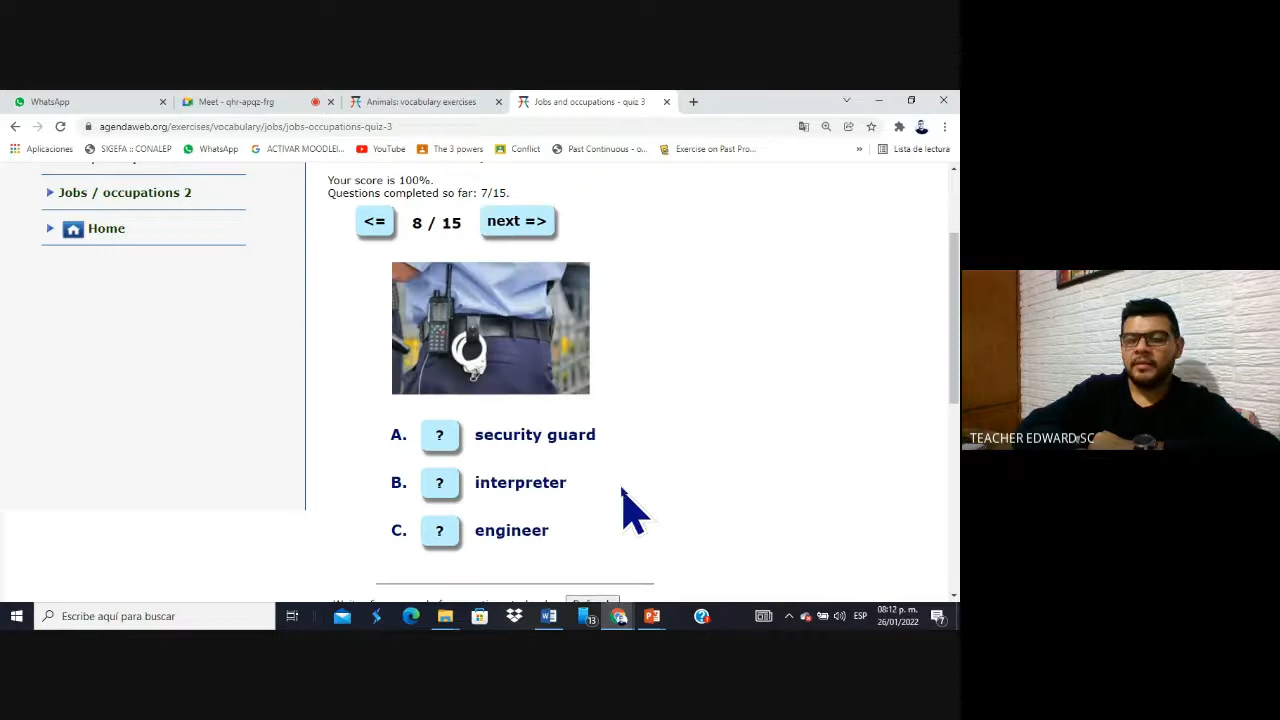 WhatsApp
Meet - qhr-apqz-frg
Animals: vocabulary exercises
Jobs and occupations - quiz 3
agendaweb.org/exercises/vocabulary/jobs/jobs-occupations-quiz-3
Aplicaciones
SIGEFA :: CONALEP
WhatsApp
ACTIVAR MOODLEI...
YouTube
The 3 powers
Conflict
Past Continuous - o...
Exercise on Past Pro...
»
Lista de lectura
Jobs / occupations 2
Home
Your score is 100%.
Questions completed so far: 7/15.
<=
8 / 15
next =>
A. ? security guard
B. ? interpreter
C. ? engineer
TEACHER EDWARD SC
Escribe aquí para buscar
13
ESP
08:12 p. m.
26/01/2022
7